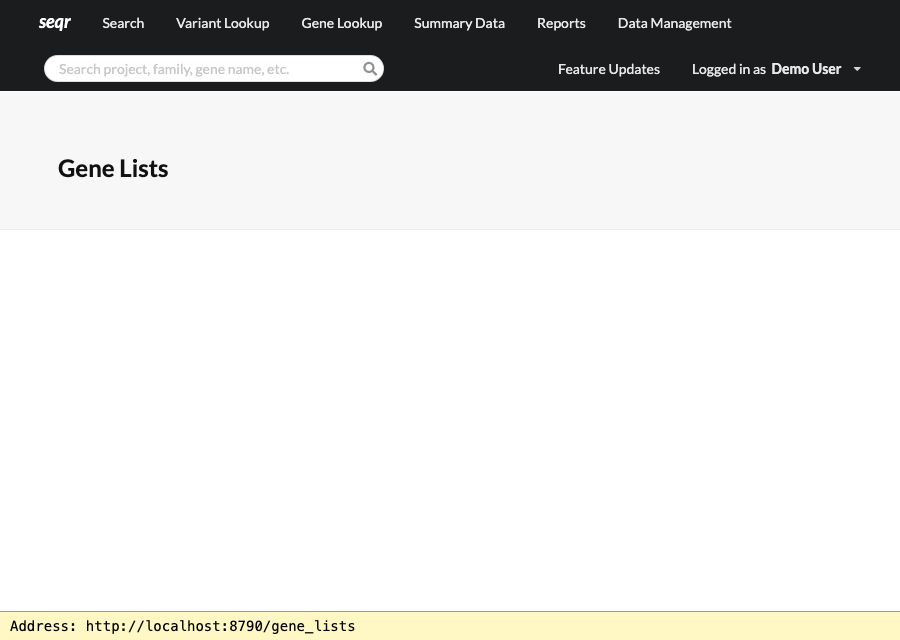 seqr Search Variant Lookup Gene Lookup Summary Data Reports Data Management
Search project, family, gene name, etc. Feature Updates Logged in as Demo User
Gene Lists
Address: http://localhost:8790/gene_lists